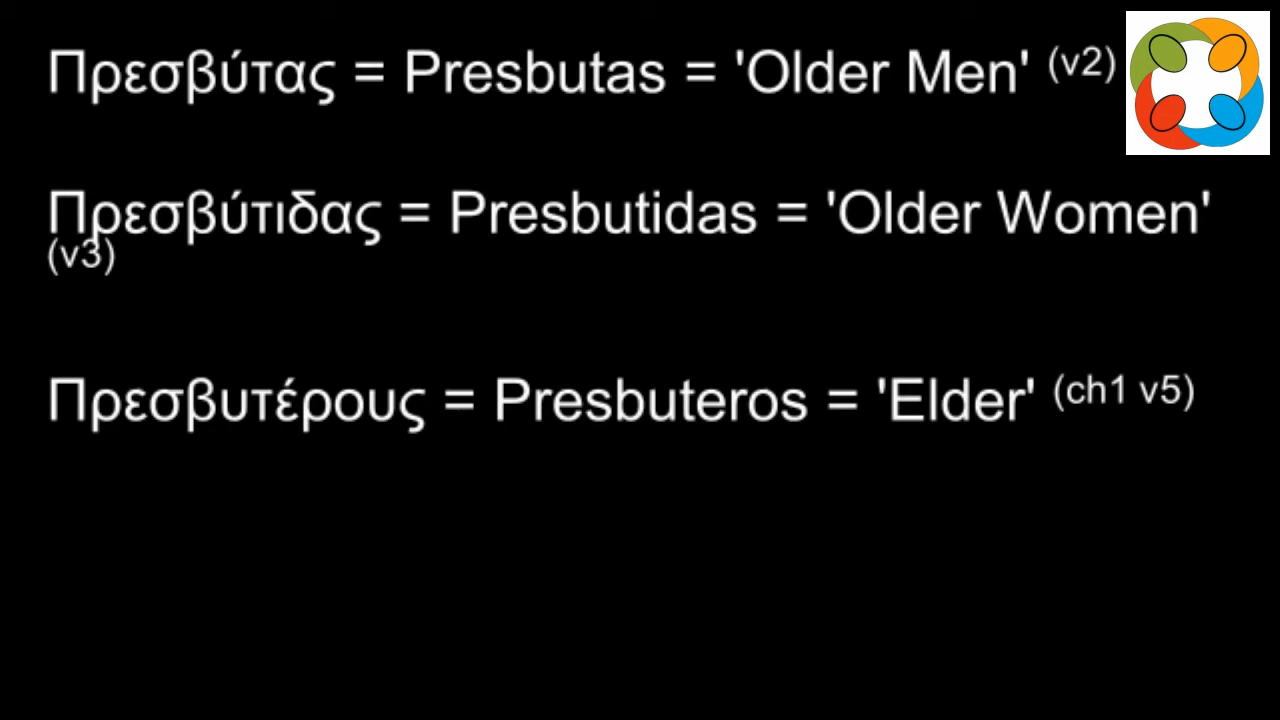 Πρεσβύτας = Presbutas = 'Older Men' (v2)
Πρεσβύτιδας = Presbutidas = 'Older Women'
(v3)
Πρεσβυτέρους = Presbuteros = 'Elder' (ch1 v5)